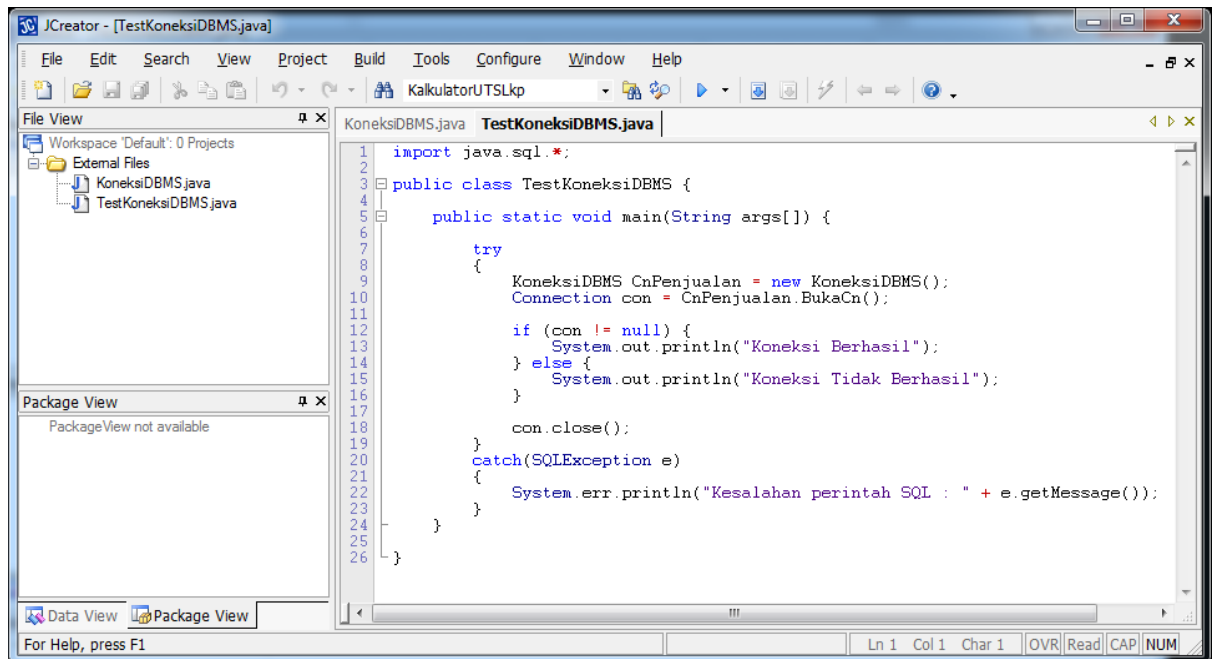 JCreator - [TestKoneksiDBMS.java]
File Edit Search View Project Build Tools Configure Window Help
KalkulatorUTSLkp
File View
Workspace 'Default': 0 Projects
External Files
KoneksiDBMS.java
TestKoneksiDBMS.java
Package View
PackageView not available
Data View Package View
KoneksiDBMS.java TestKoneksiDBMS.java
1 import java.sql.*;
2
3 public class TestKoneksiDBMS {
4
5 public static void main(String args[]) {
6
7 try
8 {
9 KoneksiDBMS CnPenjualan = new KoneksiDBMS();
10 Connection con = CnPenjualan.BukaCn();
11
12 if (con != null) {
13 System.out.println("Koneksi Berhasil");
14 } else {
15 System.out.println("Koneksi Tidak Berhasil");
16 }
17
18 con.close();
19 }
20 catch(SQLException e)
21 {
22 System.err.println("Kesalahan perintah SQL : " + e.getMessage());
23 }
24 }
25
26 }
For Help, press F1
Ln 1 Col 1 Char 1 OVR Read CAP NUM